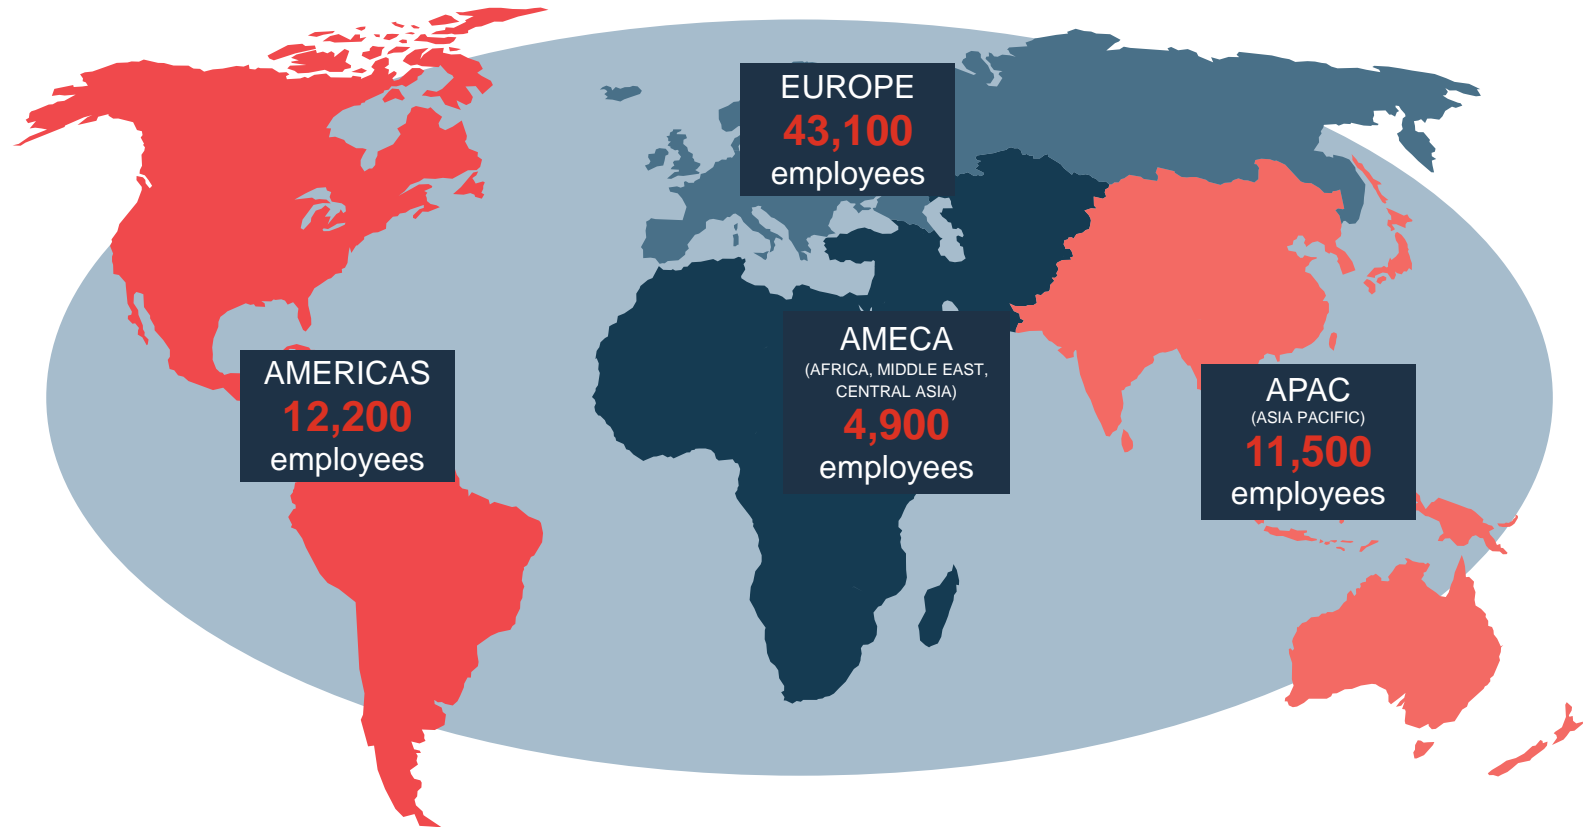 EUROPE
43,100
employees
AMERICAS
12,200
employees
AMECA
(AFRICA, MIDDLE EAST,
CENTRAL ASIA)
4,900
employees
APAC
(ASIA PACIFIC)
11,500
employees